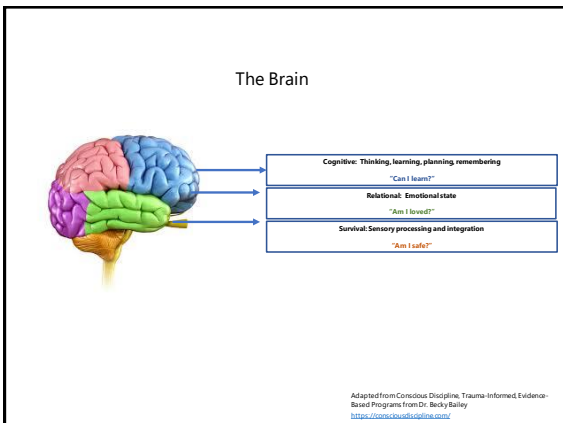 The Brain
Cognitive: Thinking, learning, planning, remembering
"Can I learn?"
Relational: Emotional state
"Am I loved?"
Survival: Sensory processing and integration
"Am I safe?"
Adapted from Conscious Discipline, Trauma-Informed, Evidence-
Based Programs from Dr. Becky Bailey
https://consciousdiscipline.com/